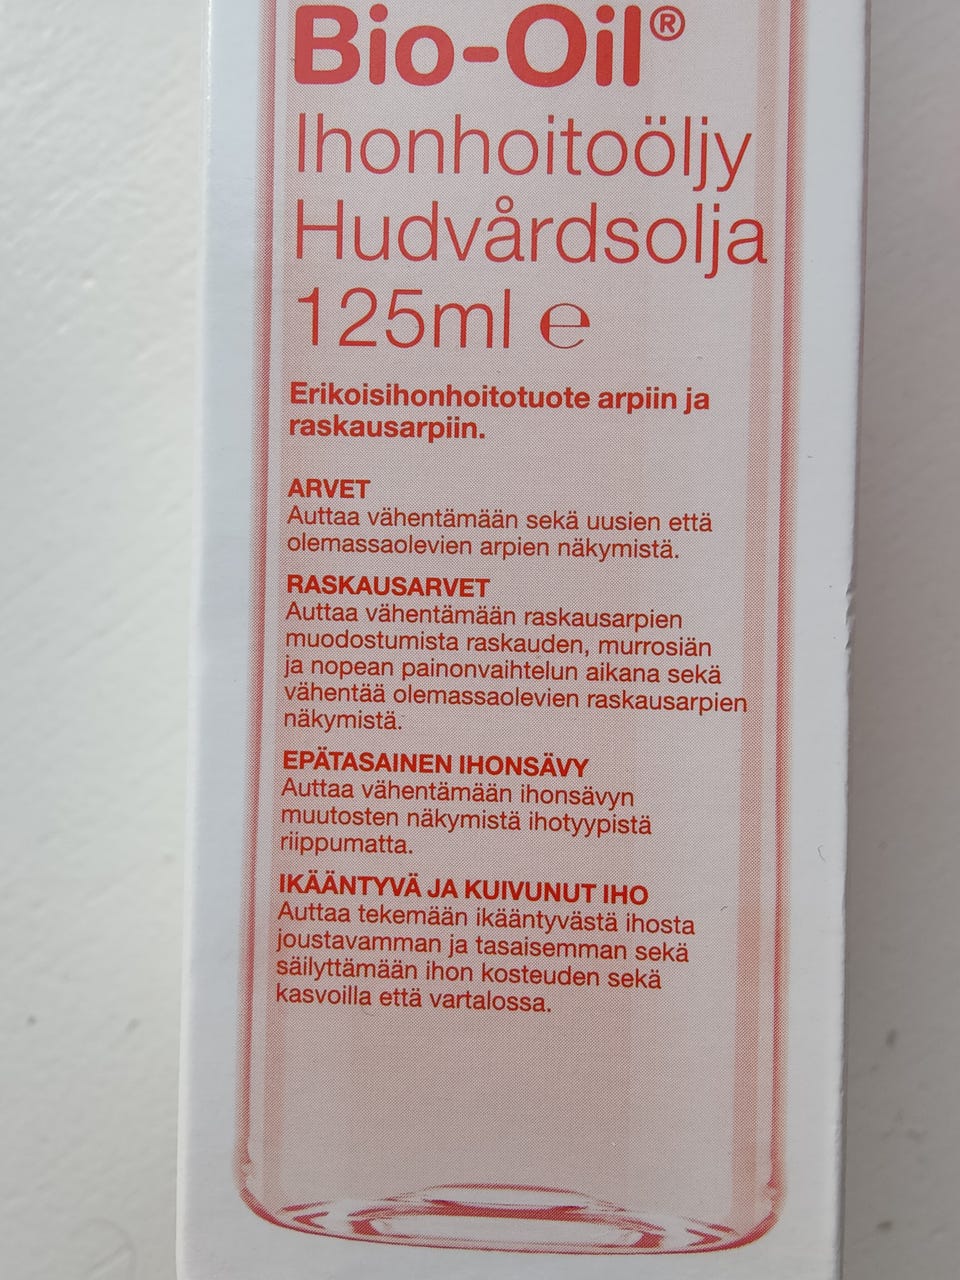 Bio-Oil®
Ihonhoitoöljy
Hudvårdsolja
125ml ℮
Erikoisihonhoitotuote arpiin ja
raskausarpiin.
ARVET
Auttaa vähentämään sekä uusien että
olemassaolevien arpien näkymistä.
RASKAUSARVET
Auttaa vähentämään raskausarpien
muodostumista raskauden, murrosiän
ja nopean painonvaihtelun aikana sekä
vähentää olemassaolevien raskausarpien
näkymistä.
EPÄTASAINEN IHONSÄVY
Auttaa vähentämään ihonsävyn
muutosten näkymistä ihotyypistä
riippumatta.
IKÄÄNTYVÄ JA KUIVUNUT IHO
Auttaa tekemään ikääntyvästä ihosta
joustavamman ja tasaisemman sekä
säilyttämään ihon kosteuden sekä
kasvoilla että vartalossa.